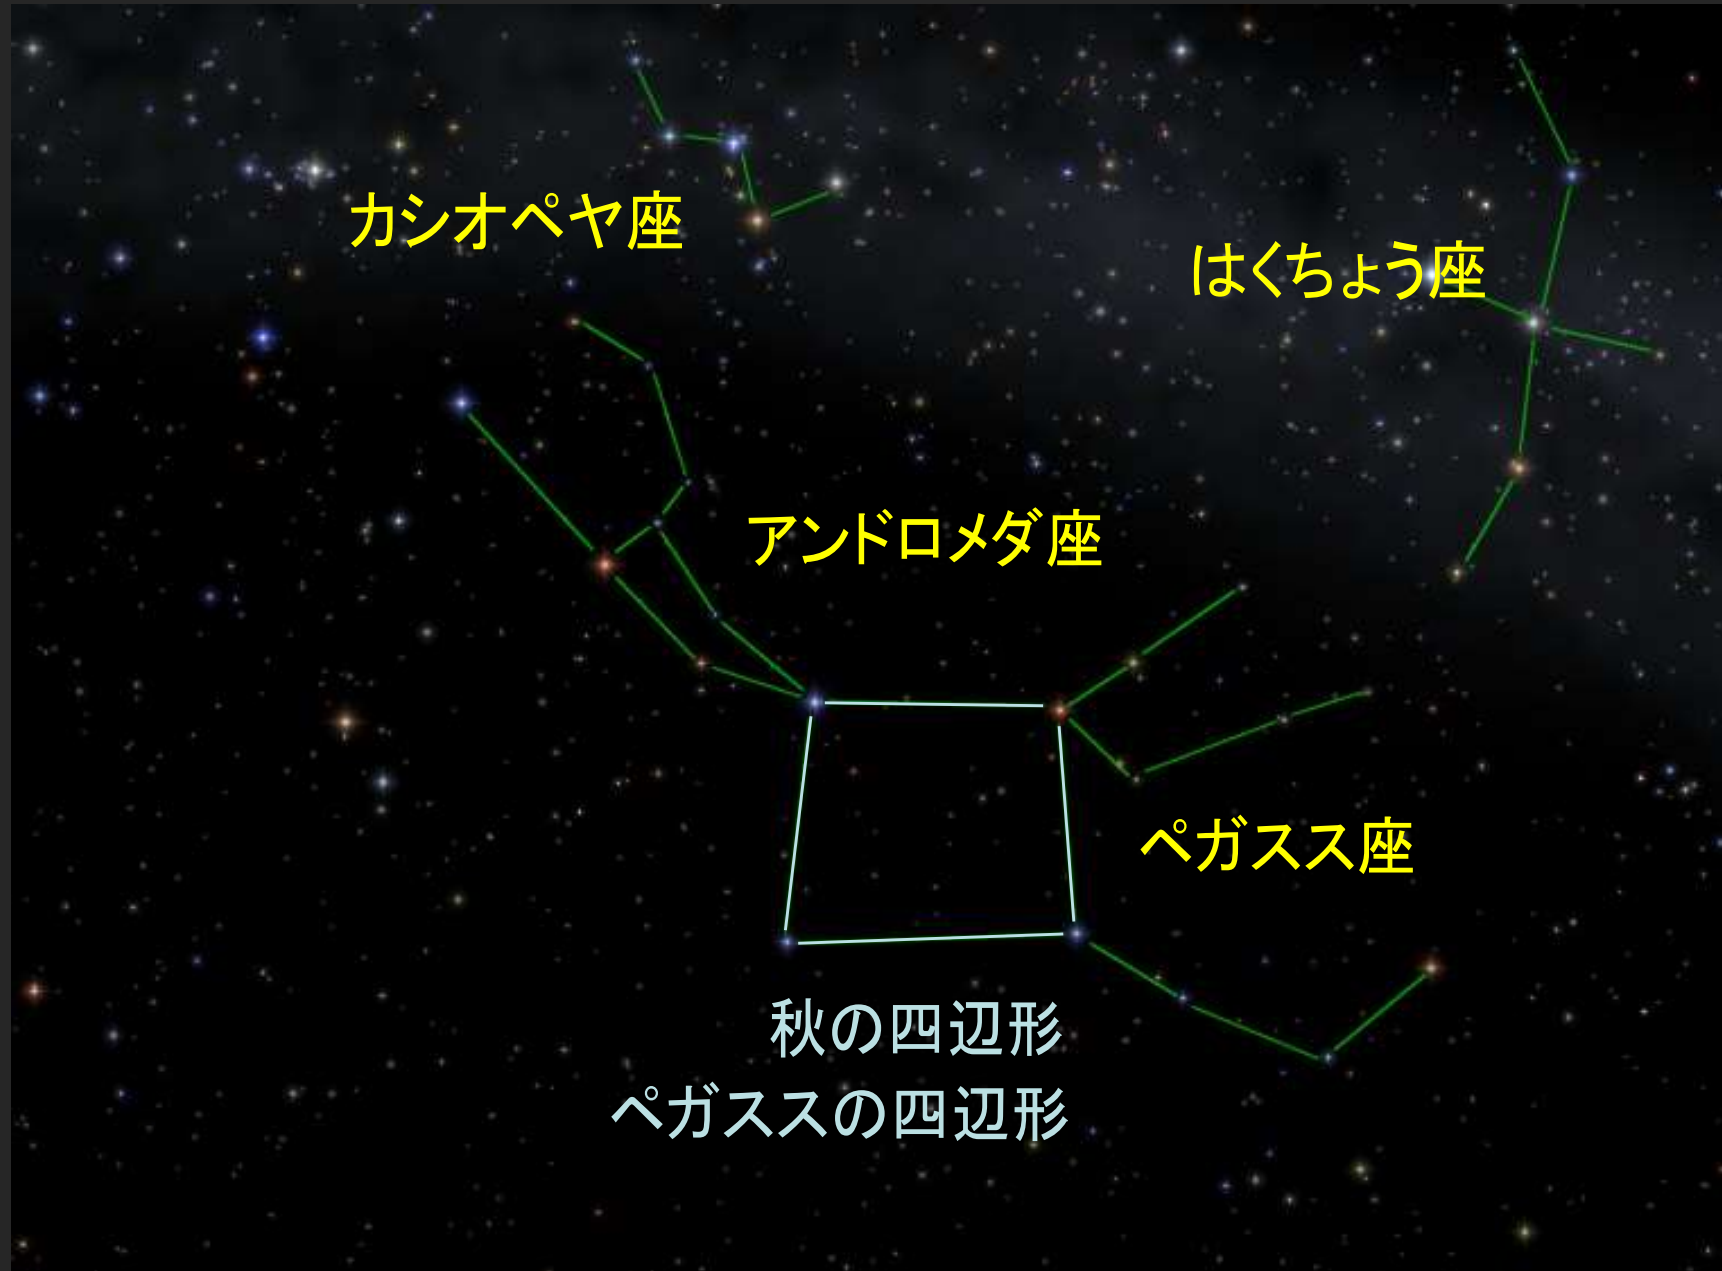 カシオペヤ座
はくちょう座
アンドロメダ座
ペガスス座
秋の四辺形
ペガススの四辺形